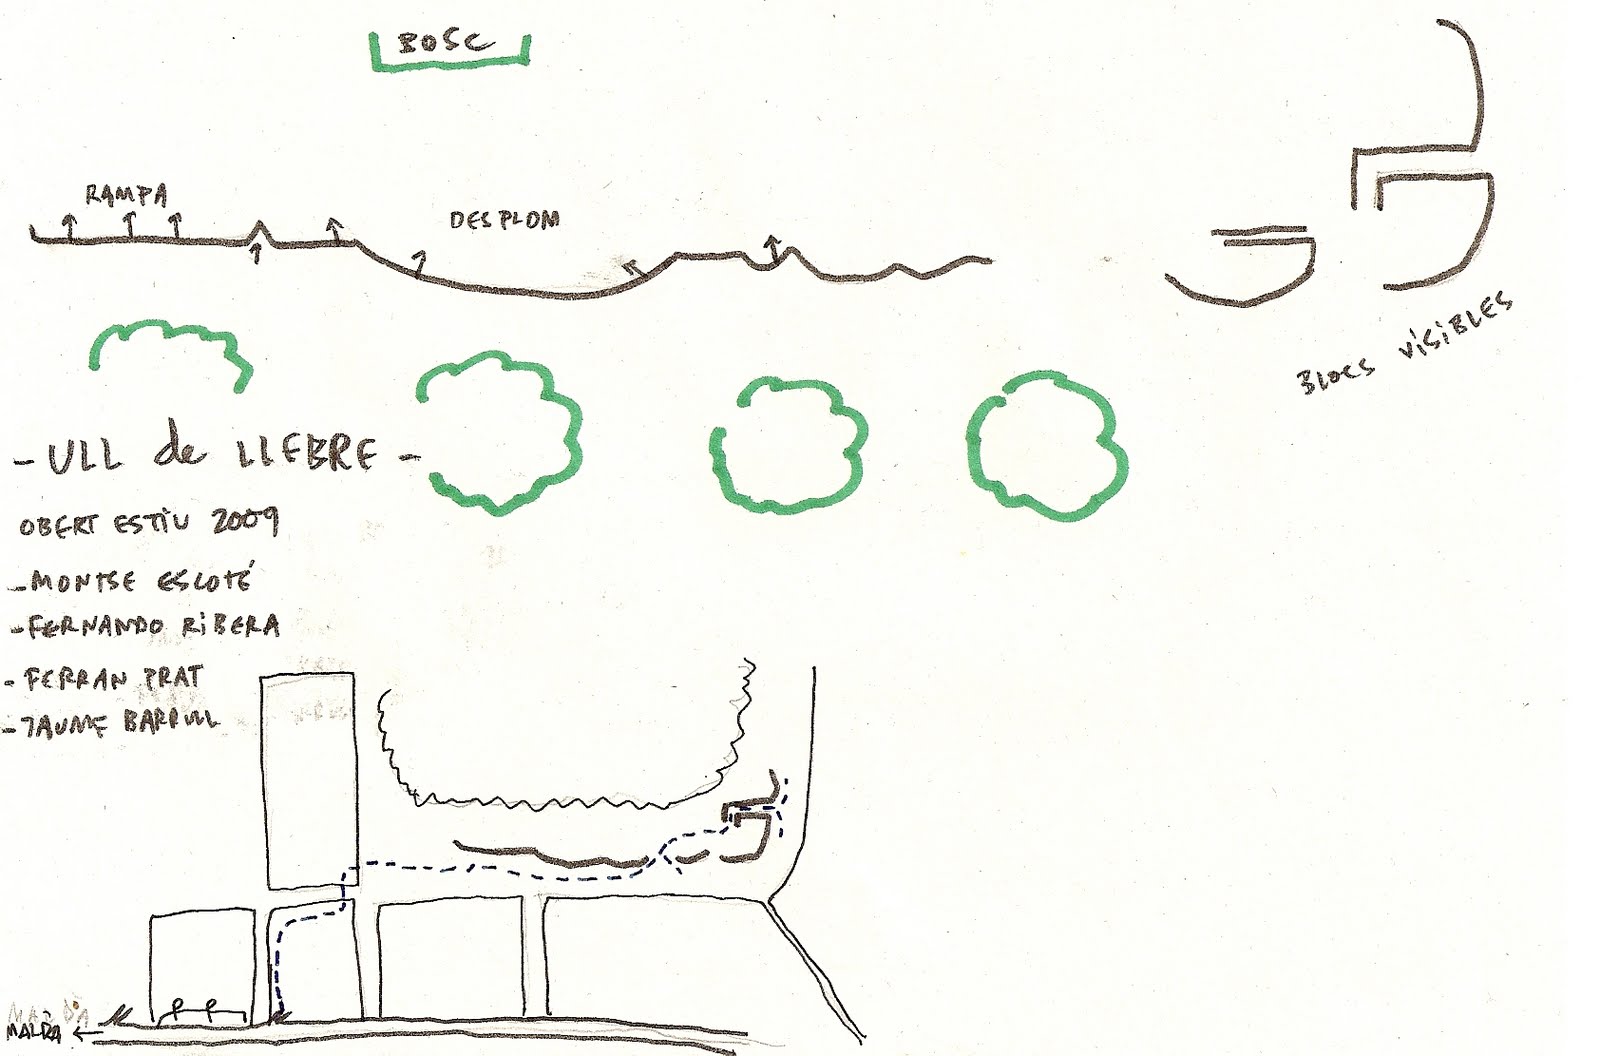 BOSC
RAMPA
DESPLOM
BLOCS VISIBLES
- ULL de LLEBRE -
OBERT ESTIU 2009
- MONTSE ESCOTÉ
- FERNANDO RIBERA
- FERRAN PRAT
- JAUME BARRULL
MALDÀ
MALDÀ